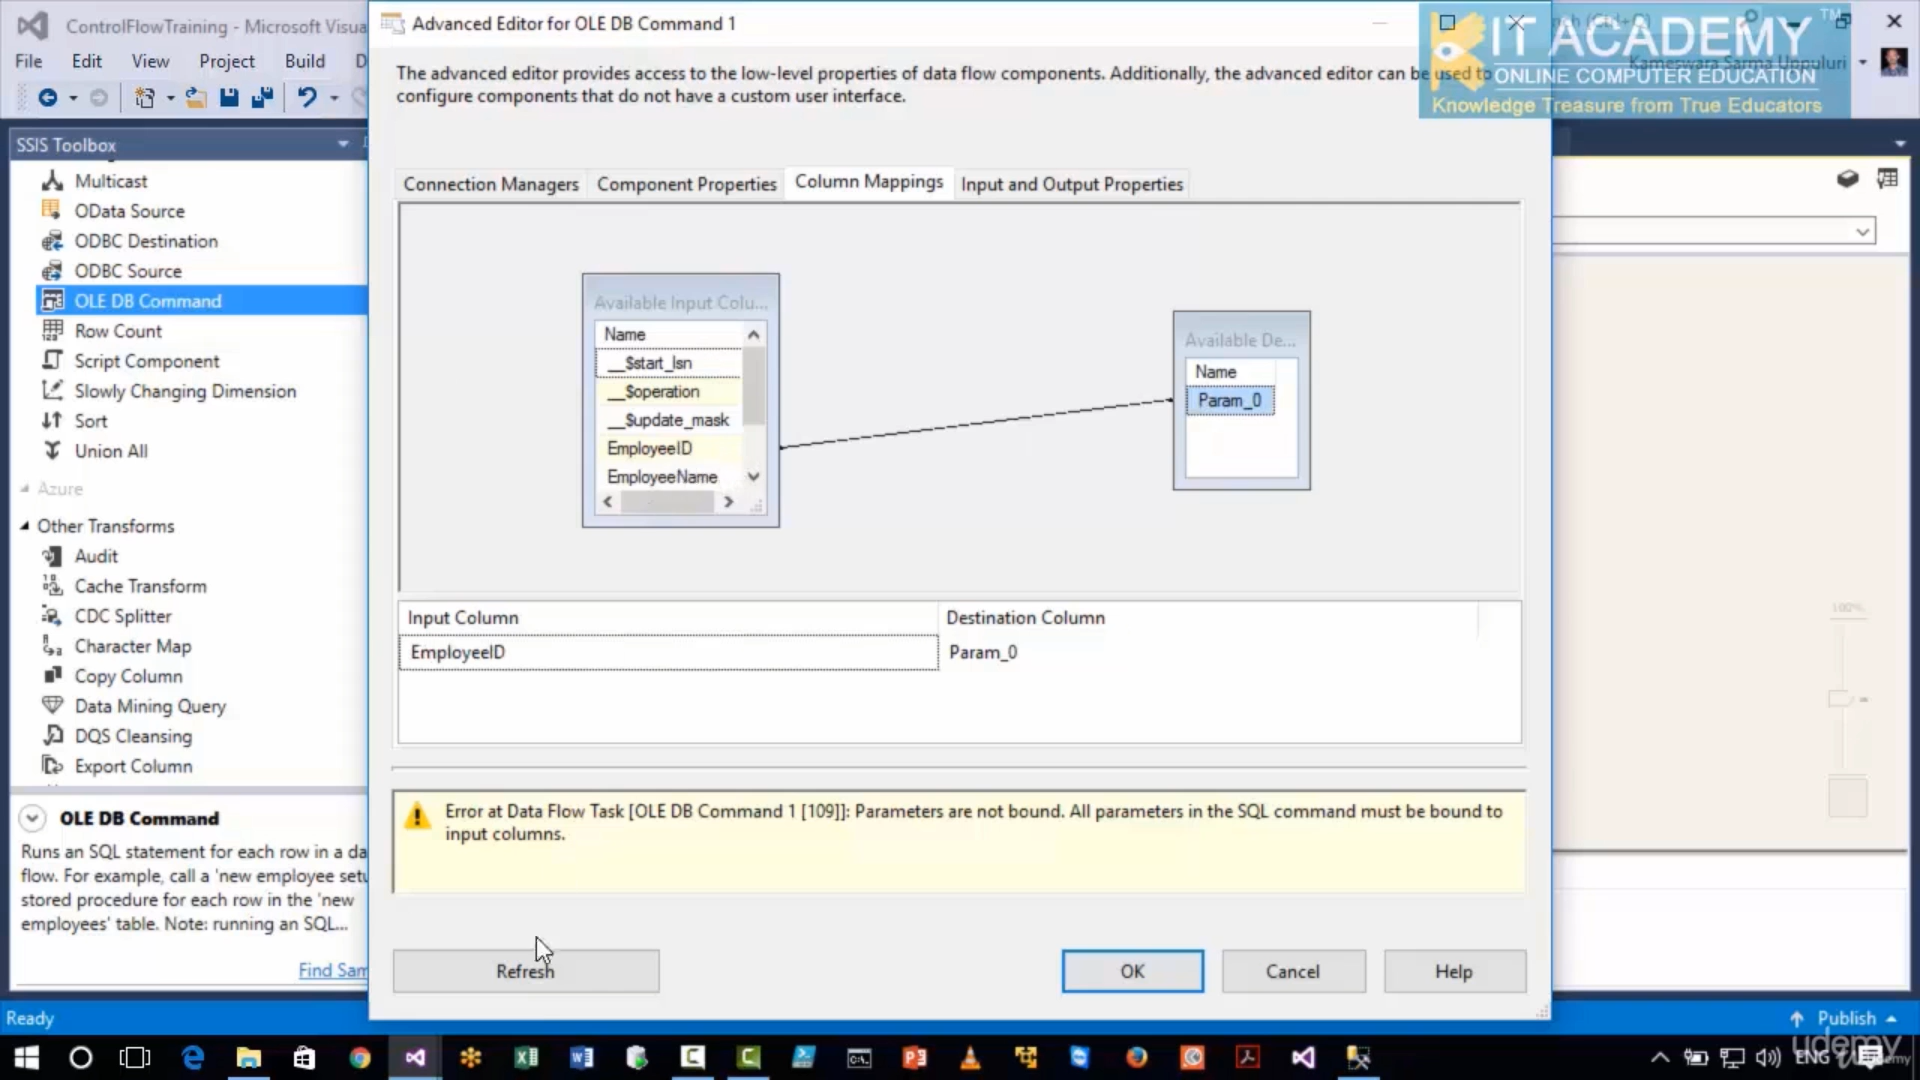 ControlFlowTraining - Microsoft Visua
File
Edit
View
Project
Build
D
Advanced Editor for OLE DB Command 1
The advanced editor provides access to the low-level properties of data flow components. Additionally, the advanced editor can be used to
configure components that do not have a custom user interface.
KIT ACADEMY
TM
ONLINE COMPUTER EDUCATION
Knowledge Treasure from True Educators
Kameswara Sarma Uppuluri
SSIS Toolbox
Multicast
OData Source
ODBC Destination
ODBC Source
OLE DB Command
Row Count
Script Component
Slowly Changing Dimension
Sort
Union All
Azure
Other Transforms
Audit
Cache Transform
CDC Splitter
Character Map
Copy Column
Data Mining Query
DQS Cleansing
Export Column
OLE DB Command
Runs an SQL statement for each row in a da
flow. For example, call a 'new employee setu
stored procedure for each row in the 'new
employees' table. Note: running an SQL...
Find Sam
Connection Managers
Component Properties
Column Mappings
Input and Output Properties
Available Input Colu...
Name
__$start_lsn
__$operation
__$update_mask
EmployeeID
EmployeeName
Available De...
Name
Param_0
Input Column
Destination Column
EmployeeID
Param_0
Error at Data Flow Task [OLE DB Command 1 [109]]: Parameters are not bound. All parameters in the SQL command must be bound to
input columns.
Refresh
OK
Cancel
Help
100%
Ready
Publish
ENG
udemy